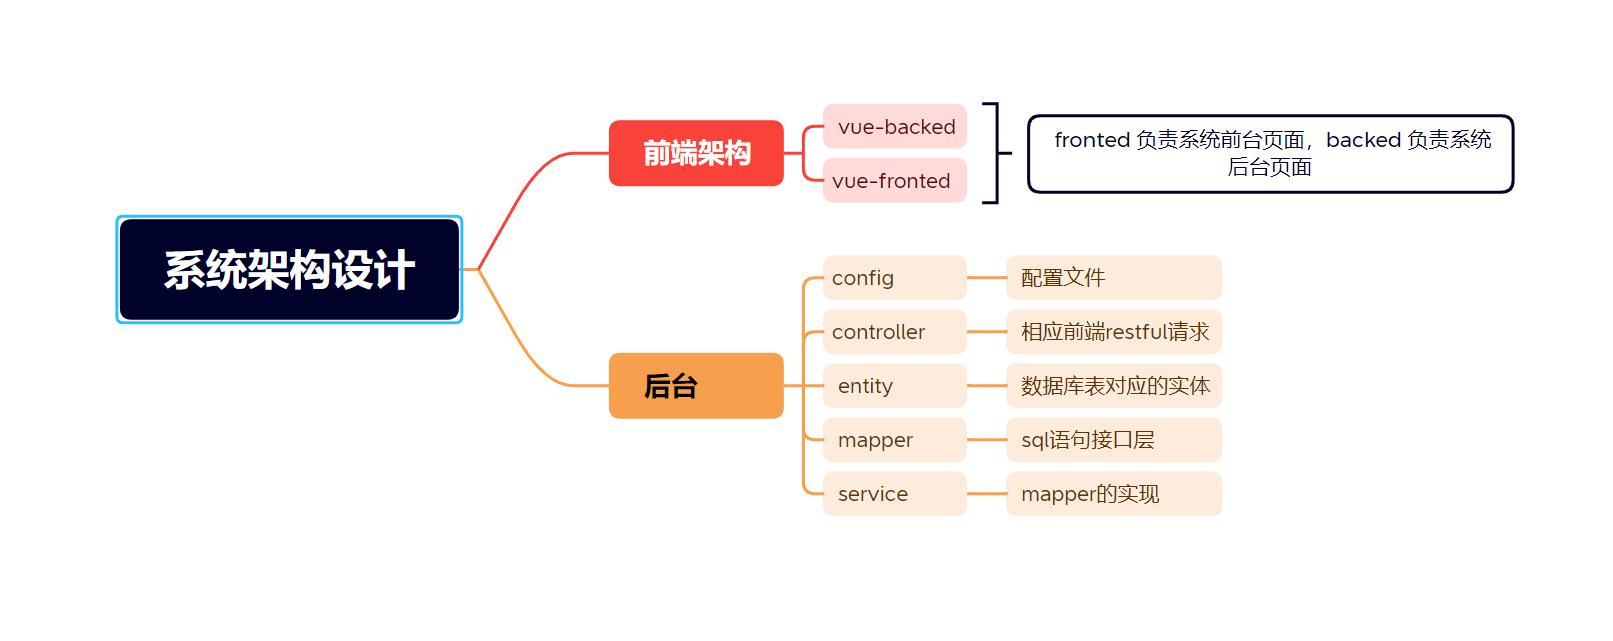 系统架构设计
前端架构
vue-backed
vue-fronted
fronted 负责系统前台页面，backed 负责系统
后台页面
后台
config
配置文件
controller
相应前端restful请求
entity
数据库表对应的实体
mapper
sql语句接口层
service
mapper的实现